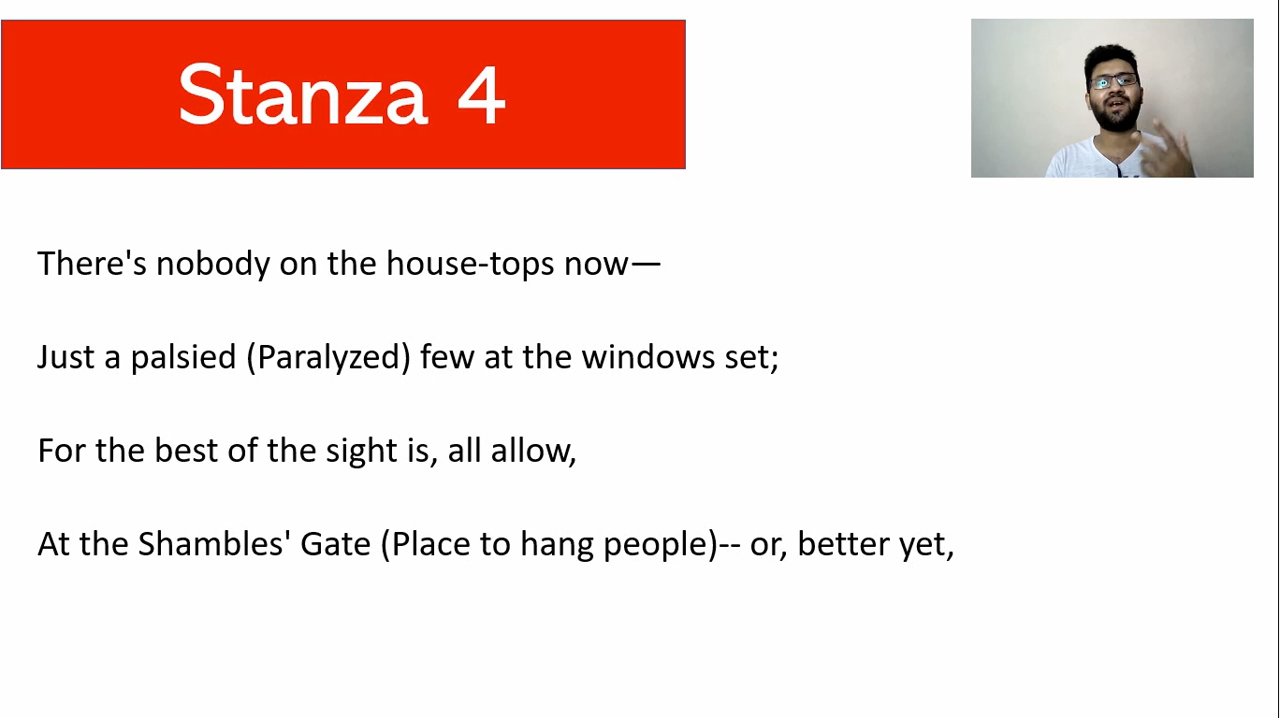 Stanza 4
There's nobody on the house-tops now—
Just a palsied (Paralyzed) few at the windows set;
For the best of the sight is, all allow,
At the Shambles' Gate (Place to hang people)-- or, better yet,